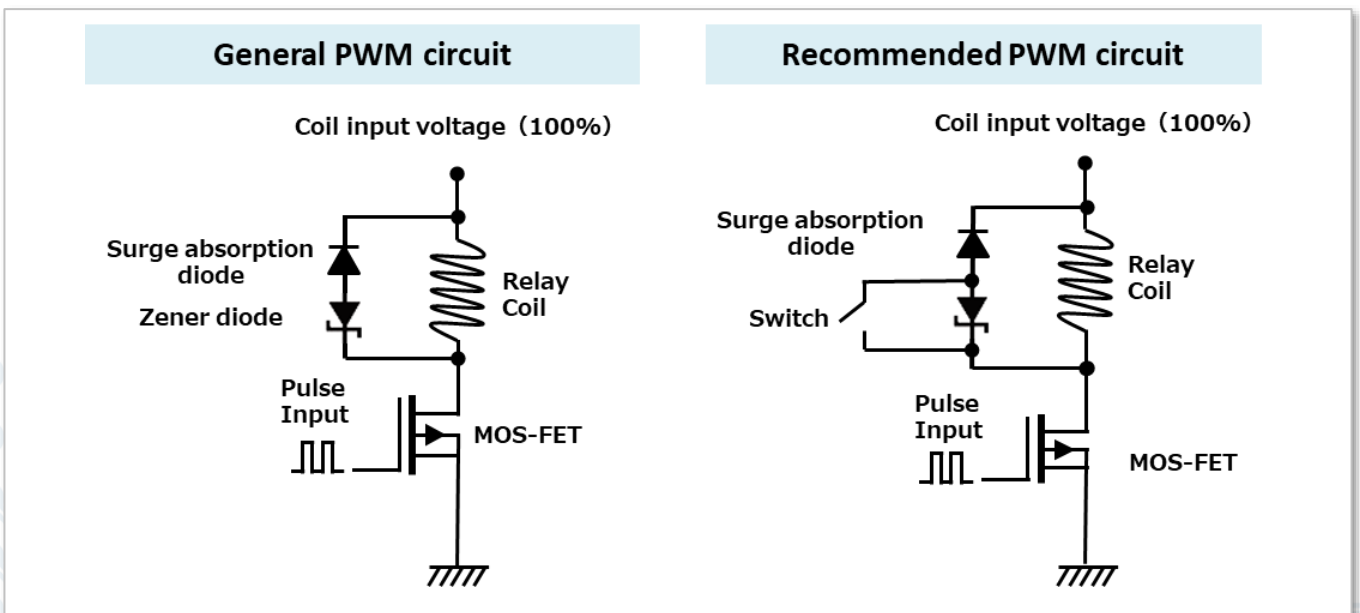 General PWM circuit
Coil input voltage（100%）
Surge absorption
diode
Zener diode
Relay
Coil
Pulse
Input
MOS-FET
Recommended PWM circuit
Coil input voltage（100%）
Surge absorption
diode
Switch
Relay
Coil
Pulse
Input
MOS-FET